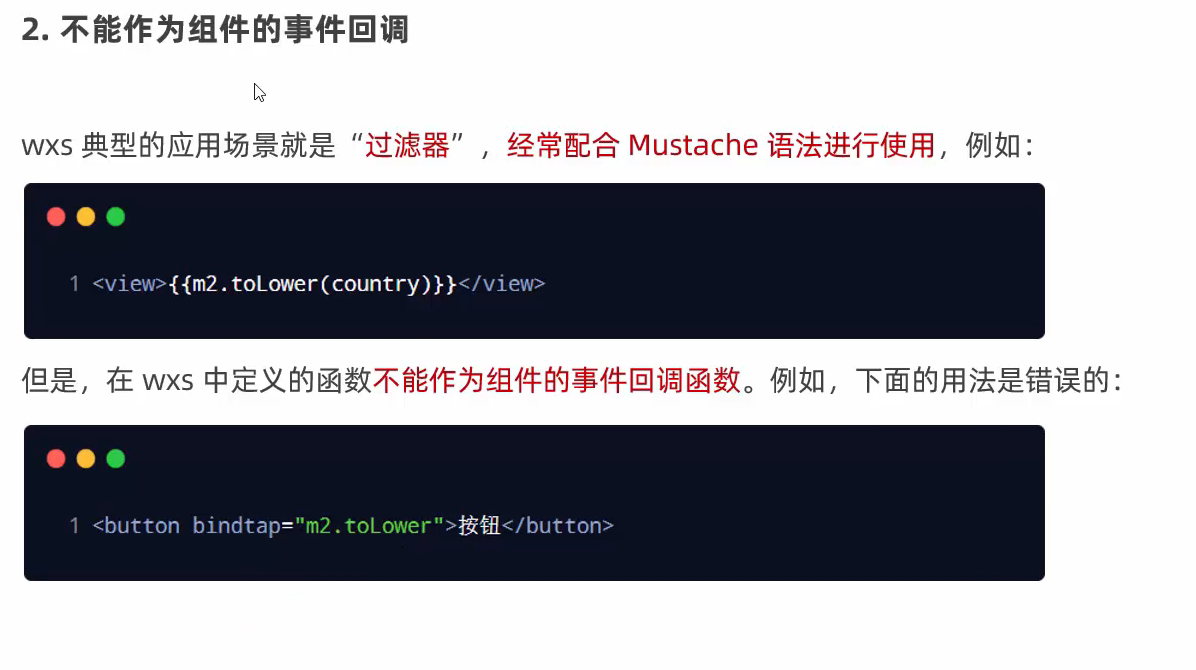 2. 不能作为组件的事件回调
wxs 典型的应用场景就是“过滤器”，经常配合 Mustache 语法进行使用，例如：
1 <view>{{m2.toLower(country)}}</view>
但是，在 wxs 中定义的函数不能作为组件的事件回调函数。例如，下面的用法是错误的：
1 <button bindtap="m2.toLower">按钮</button>